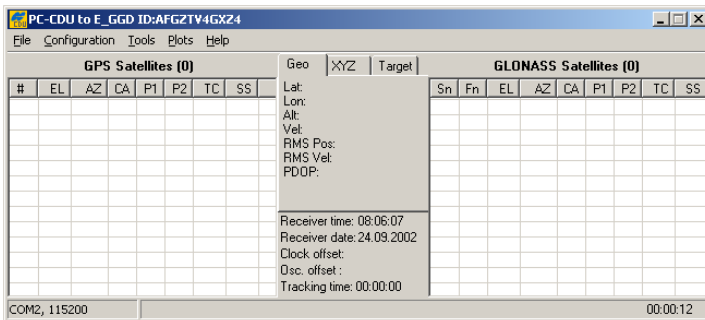 PC-CDU to E_GGD ID:AFGZTV4GXZ4
File Configuration Tools Plots Help
GPS Satellites (0)
# EL AZ CA P1 P2 TC SS
Geo XYZ Target
Lat:
Lon:
Alt:
Vel:
RMS Pos:
RMS Vel:
PDOP:
Receiver time: 08:06:07
Receiver date: 24.09.2002
Clock offset:
Osc. offset :
Tracking time: 00:00:00
GLONASS Satellites (0)
Sn Fn EL AZ CA P1 P2 TC SS
COM2, 115200
00:00:12